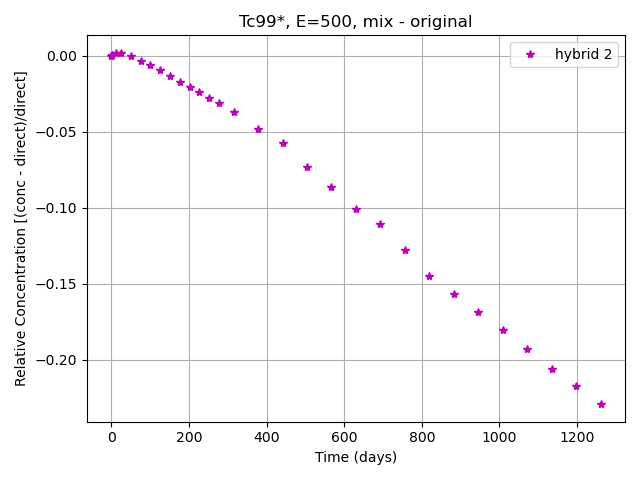 Tc99*, E=500, mix - original
hybrid 2
Relative Concentration [(conc - direct)/direct]
0.00
−0.05
−0.10
−0.15
−0.20
0 200 400 600 800 1000 1200
Time (days)